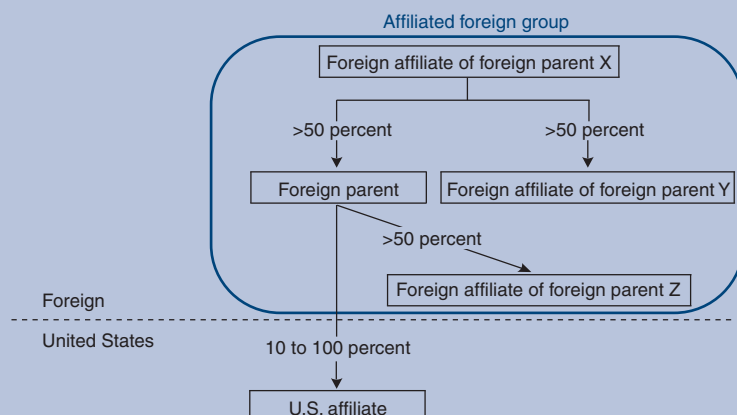 Affiliated foreign group
Foreign affiliate of foreign parent X
>50 percent >50 percent
Foreign parent Foreign affiliate of foreign parent Y
>50 percent
Foreign affiliate of foreign parent Z
Foreign
United States
10 to 100 percent
U.S. affiliate